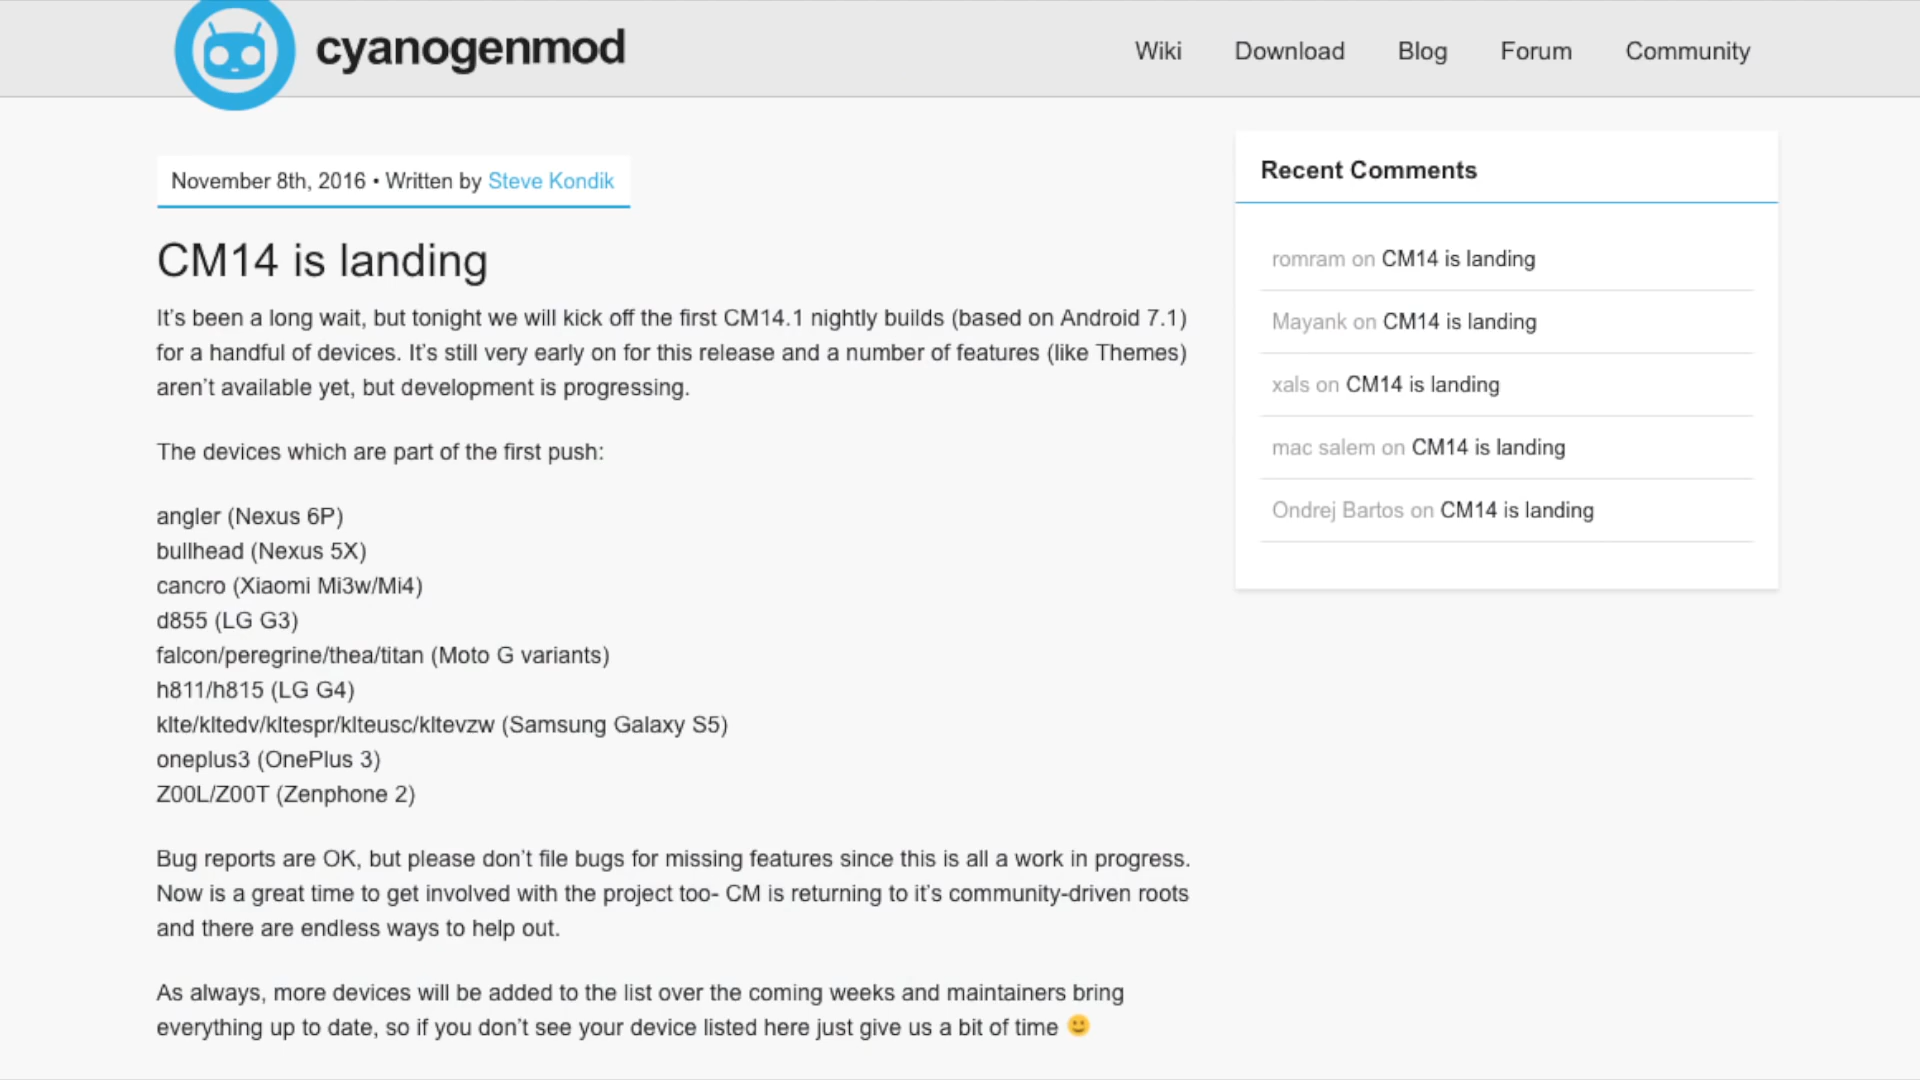 cyanogenmod
Wiki Download Blog Forum Community
November 8th, 2016 • Written by Steve Kondik
CM14 is landing
It’s been a long wait, but tonight we will kick off the first CM14.1 nightly builds (based on Android 7.1)
for a handful of devices. It’s still very early on for this release and a number of features (like Themes)
aren’t available yet, but development is progressing.
The devices which are part of the first push:
angler (Nexus 6P)
bullhead (Nexus 5X)
cancro (Xiaomi Mi3w/Mi4)
d855 (LG G3)
falcon/peregrine/thea/titan (Moto G variants)
h811/h815 (LG G4)
klte/kltedv/kltespr/klteusc/kltevzw (Samsung Galaxy S5)
oneplus3 (OnePlus 3)
Z00L/Z00T (Zenphone 2)
Bug reports are OK, but please don’t file bugs for missing features since this is all a work in progress.
Now is a great time to get involved with the project too- CM is returning to it’s community-driven roots
and there are endless ways to help out.
As always, more devices will be added to the list over the coming weeks and maintainers bring
everything up to date, so if you don’t see your device listed here just give us a bit of time 🙂
Recent Comments
romram on CM14 is landing
Mayank on CM14 is landing
xals on CM14 is landing
mac salem on CM14 is landing
Ondrej Bartos on CM14 is landing